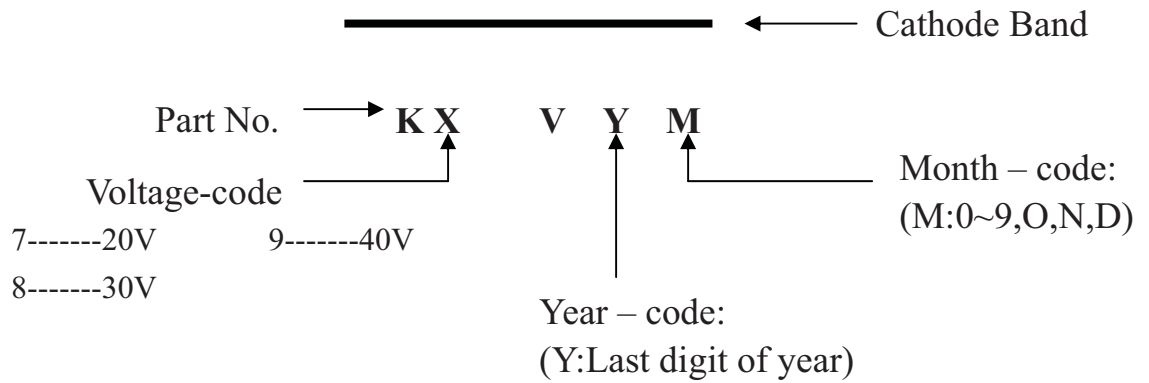 Cathode Band
Part No. K X V Y M
Voltage-code
Month – code:
(M:0~9,O,N,D)
7-------20V 9-------40V
8-------30V
Year – code:
(Y:Last digit of year)